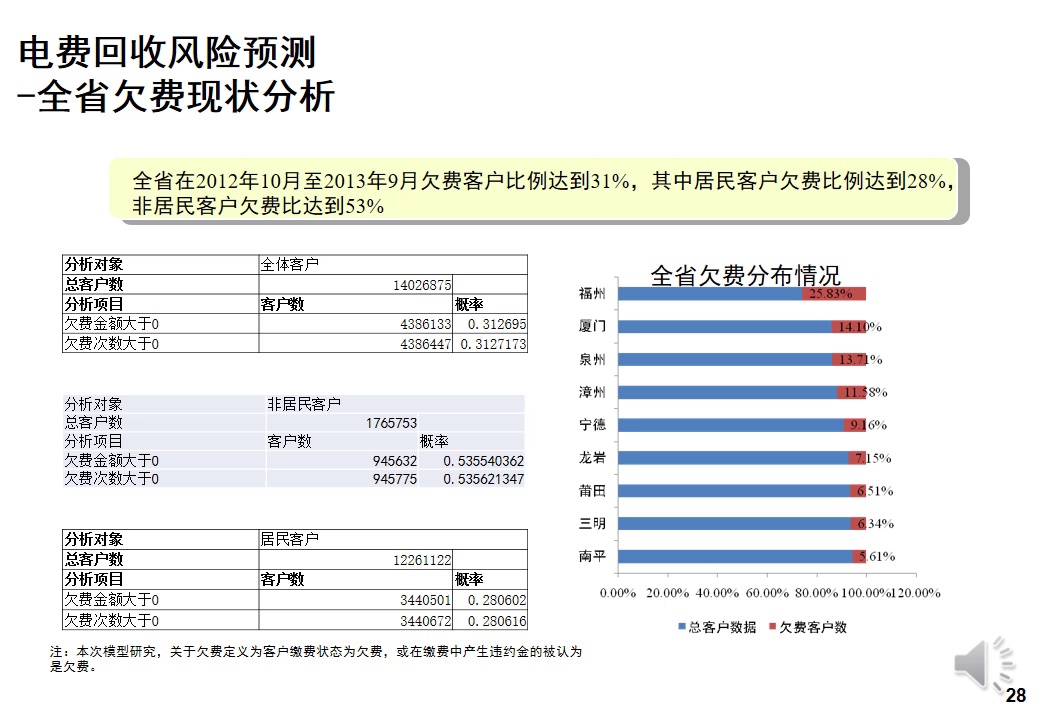 电费回收风险预测
-全省欠费现状分析
全省在2012年10月至2013年9月欠费客户比例达到31%，其中居民客户欠费比例达到28%，
非居民客户欠费比达到53%
分析对象 全体客户
总客户数 14026875
分析项目 客户数 概率
欠费金额大于0 4386133 0.312695
欠费次数大于0 4386447 0.3127173
分析对象 非居民客户
总客户数 1765753
分析项目 客户数 概率
欠费金额大于0 945632 0.535540362
欠费次数大于0 945775 0.535621347
分析对象 居民客户
总客户数 12261122
分析项目 客户数 概率
欠费金额大于0 3440501 0.280602
欠费次数大于0 3440672 0.280616
注：本次模型研究，关于欠费定义为客户缴费状态为欠费，或在缴费中产生违约金的被认为
是欠费。
全省欠费分布情况
福州 25.83%
厦门 14.10%
泉州 13.71%
漳州 11.58%
宁德 9.16%
龙岩 7.15%
莆田 6.51%
三明 6.34%
南平 5.61%
0.00% 20.00% 40.00% 60.00% 80.00% 100.00% 120.00%
总客户数据 欠费客户数
28